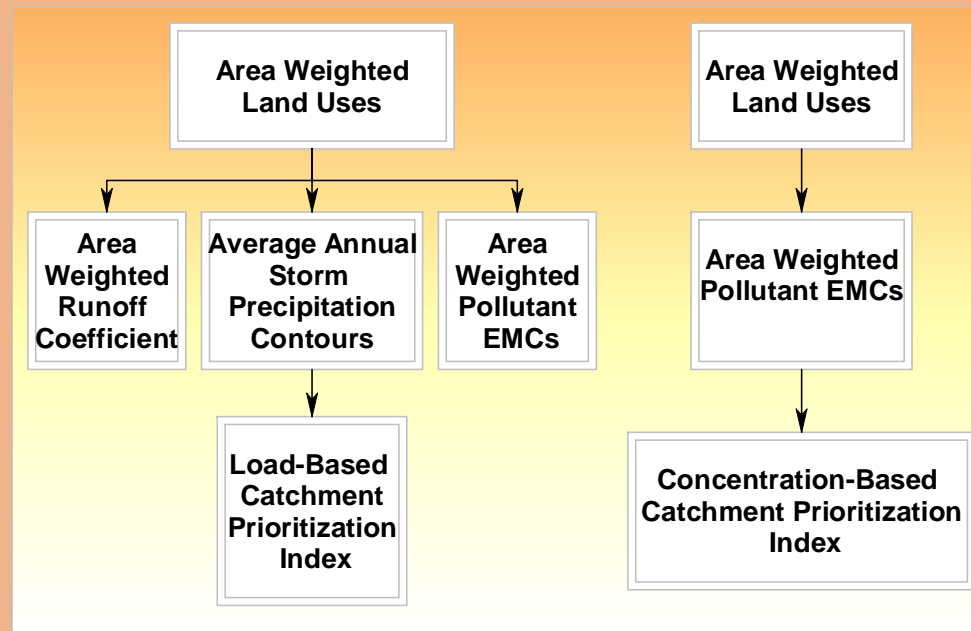 Area Weighted
Land Uses
Area
Weighted
Runoff
Coefficient
Average Annual
Storm
Precipitation
Contours
Area
Weighted
Pollutant
EMCs
Load-Based
Catchment
Prioritization
Index
Area Weighted
Land Uses
Area Weighted
Pollutant EMCs
Concentration-Based
Catchment Prioritization
Index